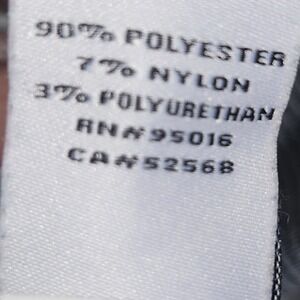 90% POLYESTER
7% NYLON
3% POLYURETHAN
RN#95016
CA#52568